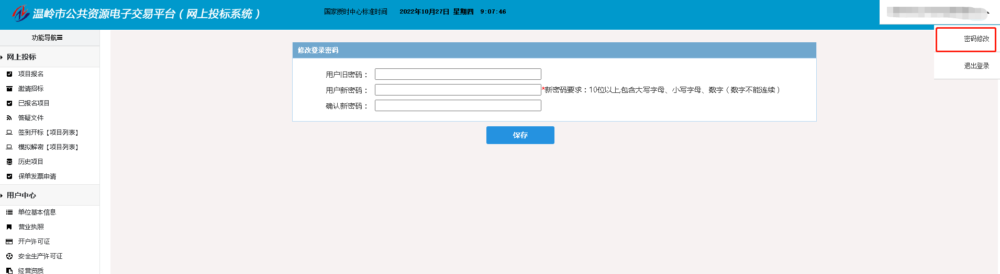 温岭市公共资源电子交易平台（网上投标系统）
国家授时中心标准时间 2022年10月27日 星期四 9:07:46
密码修改
退出登录
功能导航
网上投标
项目报名
邀请招标
已报名项目
答疑文件
签到开标【项目列表】
模拟解密【项目列表】
历史项目
保单发票申请
用户中心
单位基本信息
营业执照
开户许可证
安全生产许可证
经营资质
修改登录密码
用户旧密码：
用户新密码： *新密码要求：10位以上,包含大写字母、小写字母、数字（数字不能连续）
确认新密码：
保存